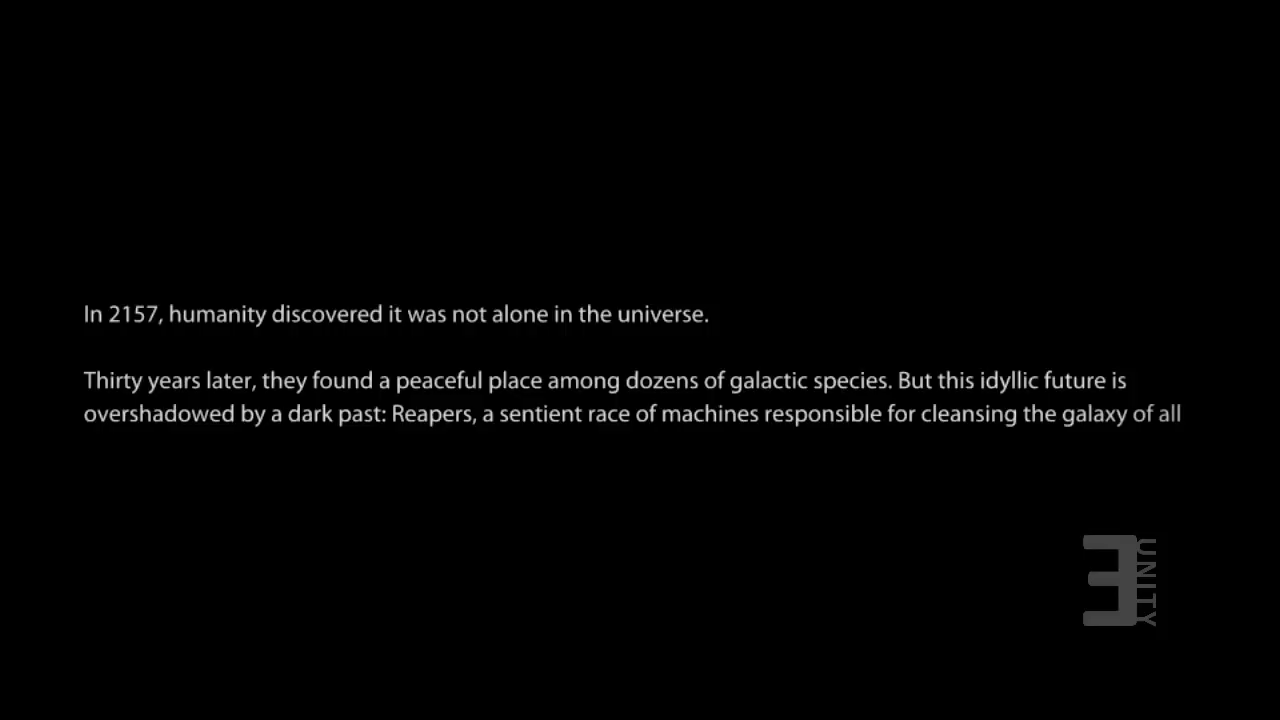 In 2157, humanity discovered it was not alone in the universe.
Thirty years later, they found a peaceful place among dozens of galactic species. But this idyllic future is
overshadowed by a dark past: Reapers, a sentient race of machines responsible for cleansing the galaxy of all
UNITY